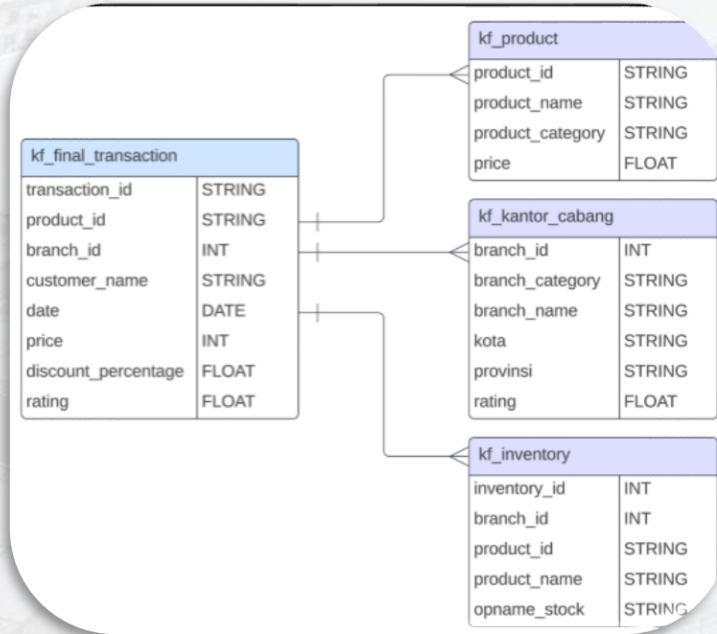 kf_final_transaction
transaction_id STRING
product_id STRING
branch_id INT
customer_name STRING
date DATE
price INT
discount_percentage FLOAT
rating FLOAT
kf_product
product_id STRING
product_name STRING
product_category STRING
price FLOAT
kf_kantor_cabang
branch_id INT
branch_category STRING
branch_name STRING
kota STRING
provinsi STRING
rating FLOAT
kf_inventory
inventory_id INT
branch_id INT
product_id STRING
product_name STRING
opname_stock STRING